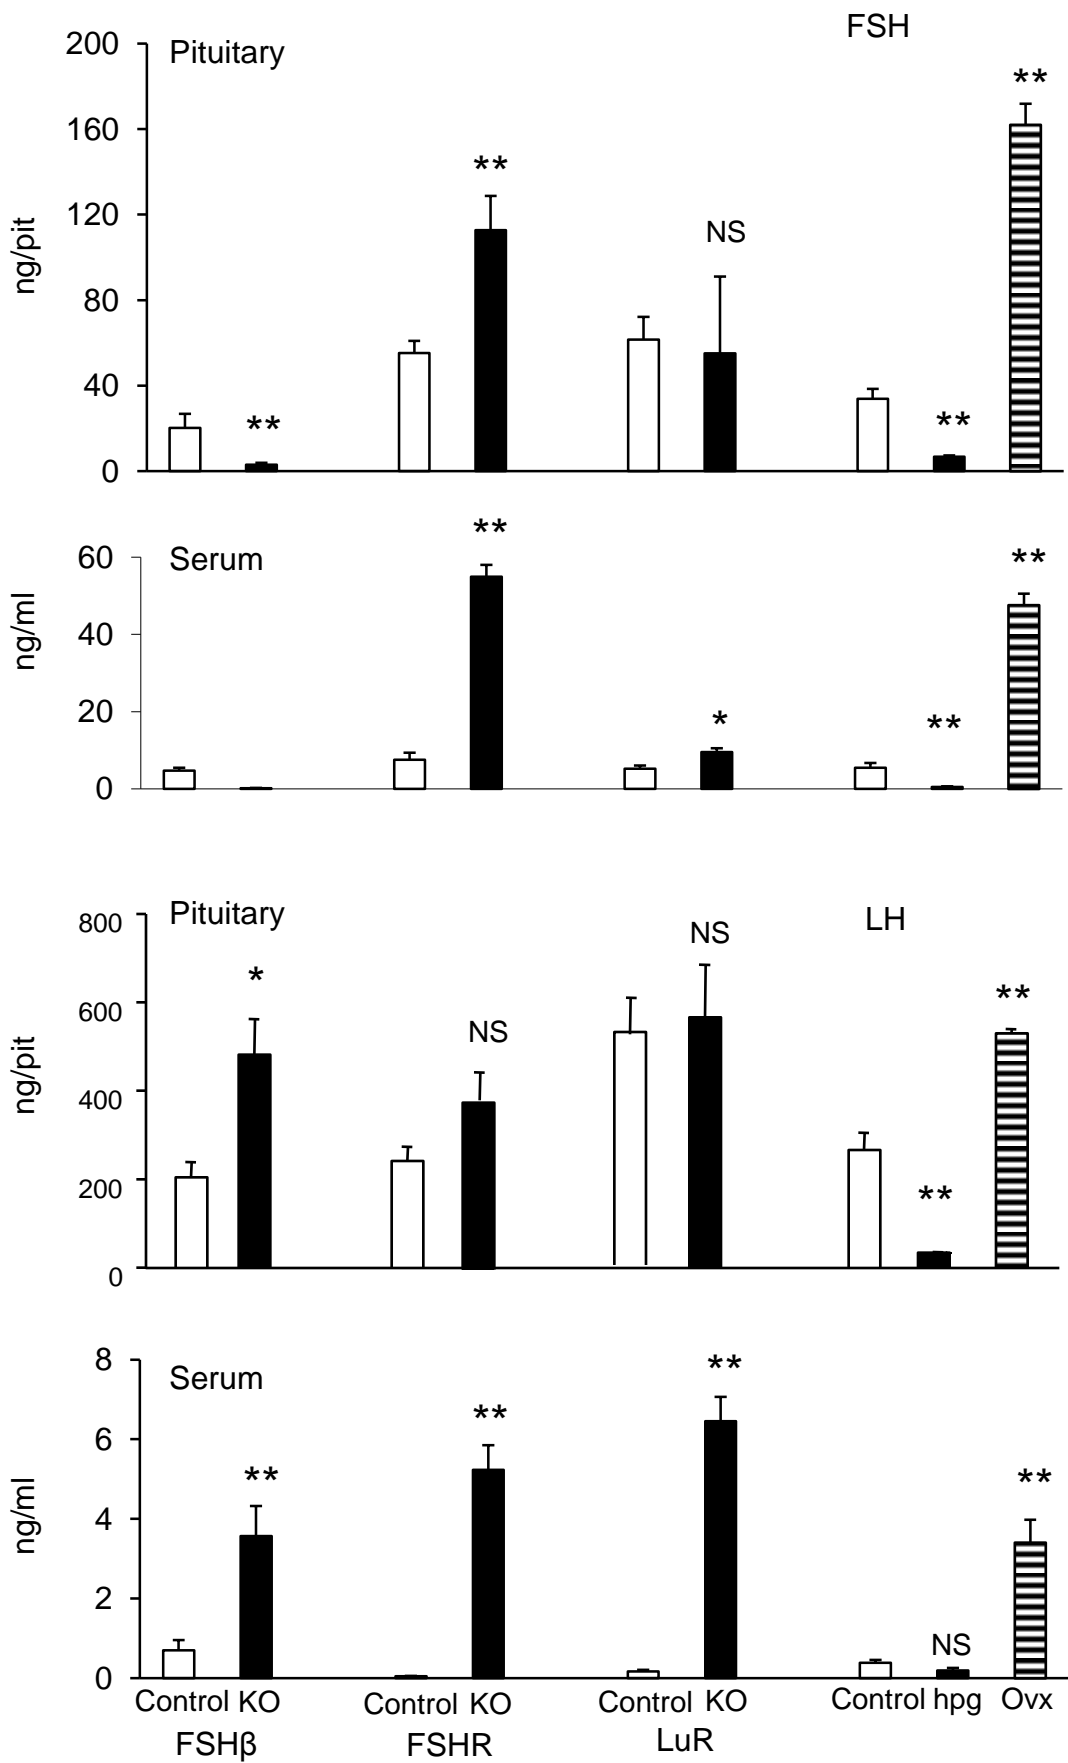 FSH
Pituitary
200
160
120
80
40
0
ng/pit
**
**
NS
**
**
Serum
60
40
20
0
ng/ml
**
*
**
**
Pituitary
LH
800
600
400
200
0
ng/pit
*
NS
NS
**
**
Serum
8
6
4
2
0
ng/ml
**
**
**
NS
**
Control KO Control KO Control KO Control hpg Ovx
FSHβ FSHR LuR